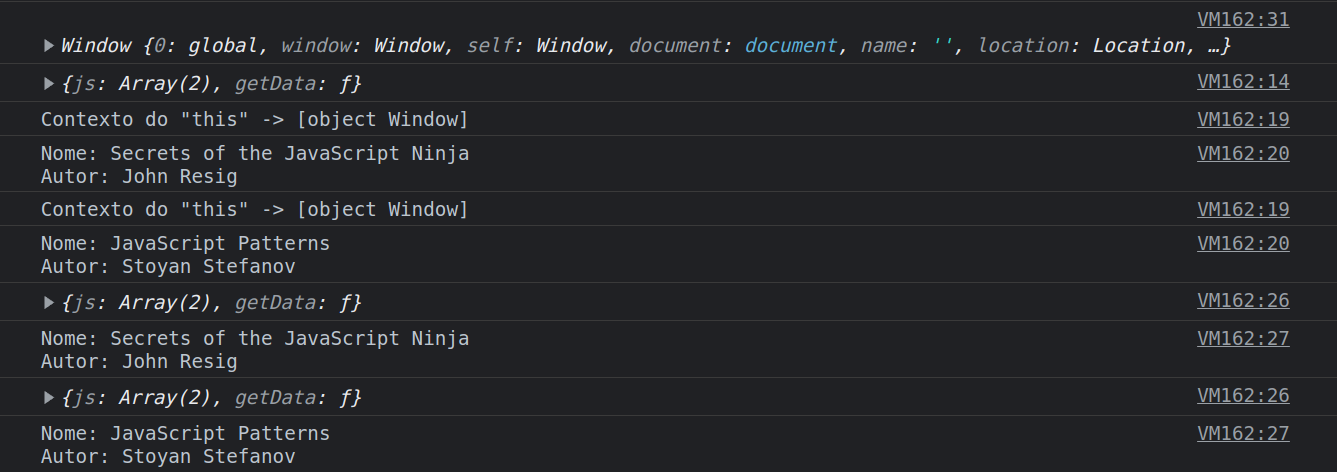 VM162:31
▶ Window {0: global, window: Window, self: Window, document: document, name: '', location: Location, …}
▶ {js: Array(2), getData: ƒ} VM162:14
Contexto do "this" -> [object Window] VM162:19
Nome: Secrets of the JavaScript Ninja VM162:20
Autor: John Resig
Contexto do "this" -> [object Window] VM162:19
Nome: JavaScript Patterns VM162:20
Autor: Stoyan Stefanov
▶ {js: Array(2), getData: ƒ} VM162:26
Nome: Secrets of the JavaScript Ninja VM162:27
Autor: John Resig
▶ {js: Array(2), getData: ƒ} VM162:26
Nome: JavaScript Patterns VM162:27
Autor: Stoyan Stefanov